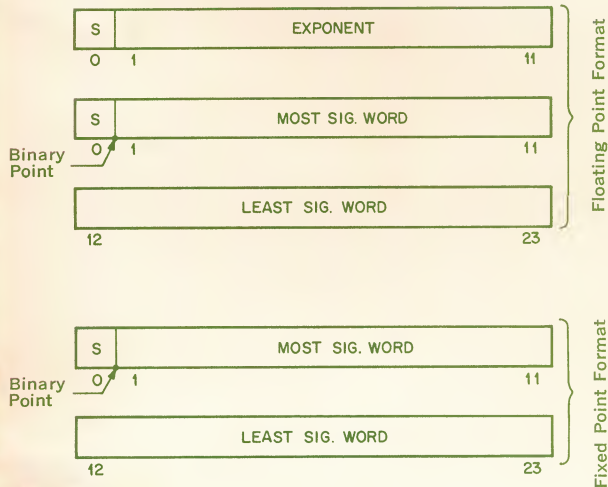 S EXPONENT
0 1 11
S MOST SIG. WORD
Binary
Point
0 1 11
LEAST SIG. WORD
12 23
Floating Point Format
S MOST SIG. WORD
Binary
Point
0 1 11
LEAST SIG. WORD
12 23
Fixed Point Format